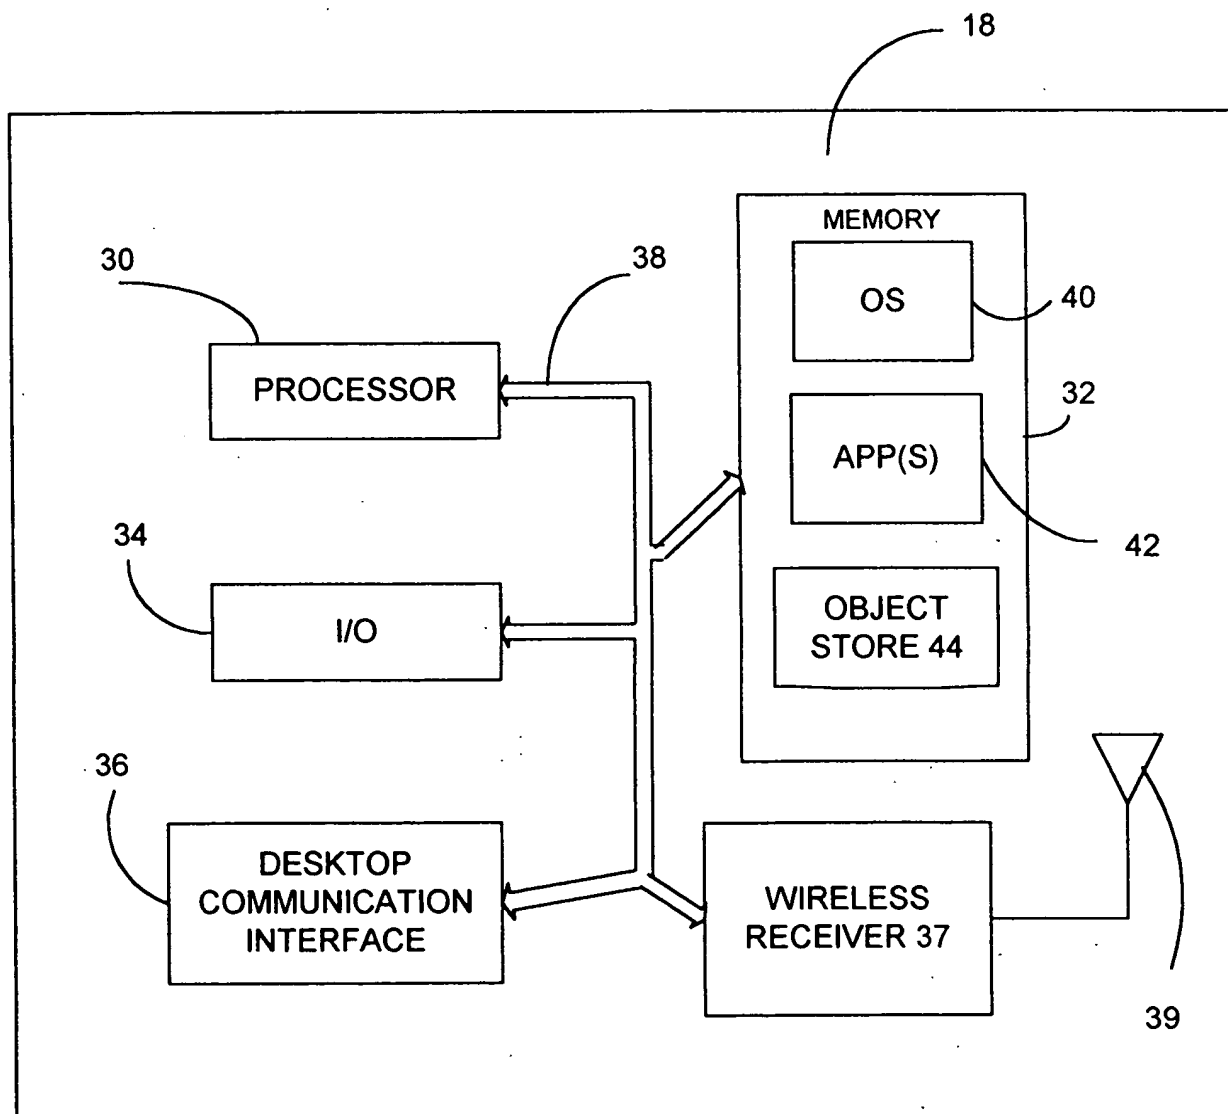 18
MEMORY
30
38
OS
40
PROCESSOR
32
APP(S)
34
42
I/O
OBJECT
STORE 44
36
DESKTOP
COMMUNICATION
INTERFACE
WIRELESS
RECEIVER 37
39